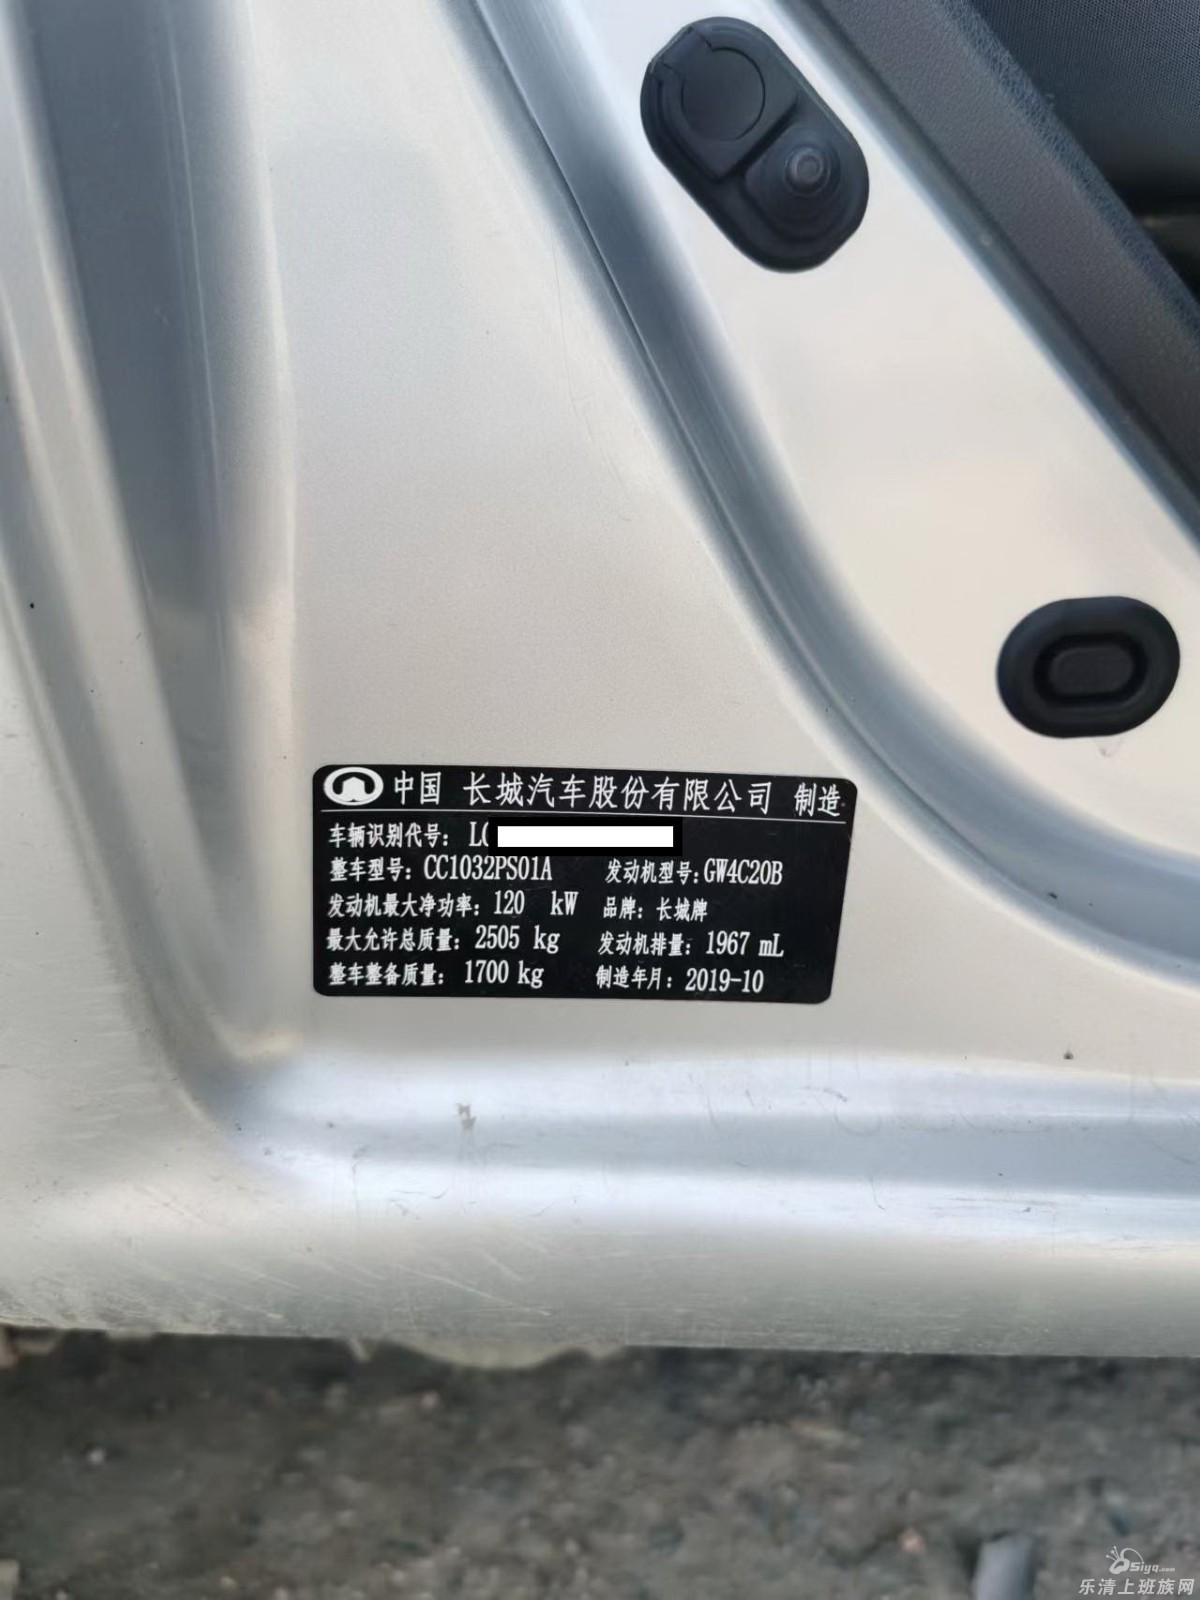 中国 长城汽车股份有限公司 制造
车辆识别代号: L
整车型号: CC1032PS01A 发动机型号: GW4C20B
发动机最大净功率: 120 kW 品牌: 长城牌
最大允许总质量: 2505 kg 发动机排量: 1967 mL
整车整备质量: 1700 kg 制造年月: 2019-10
Siyq.com
乐清上班族网